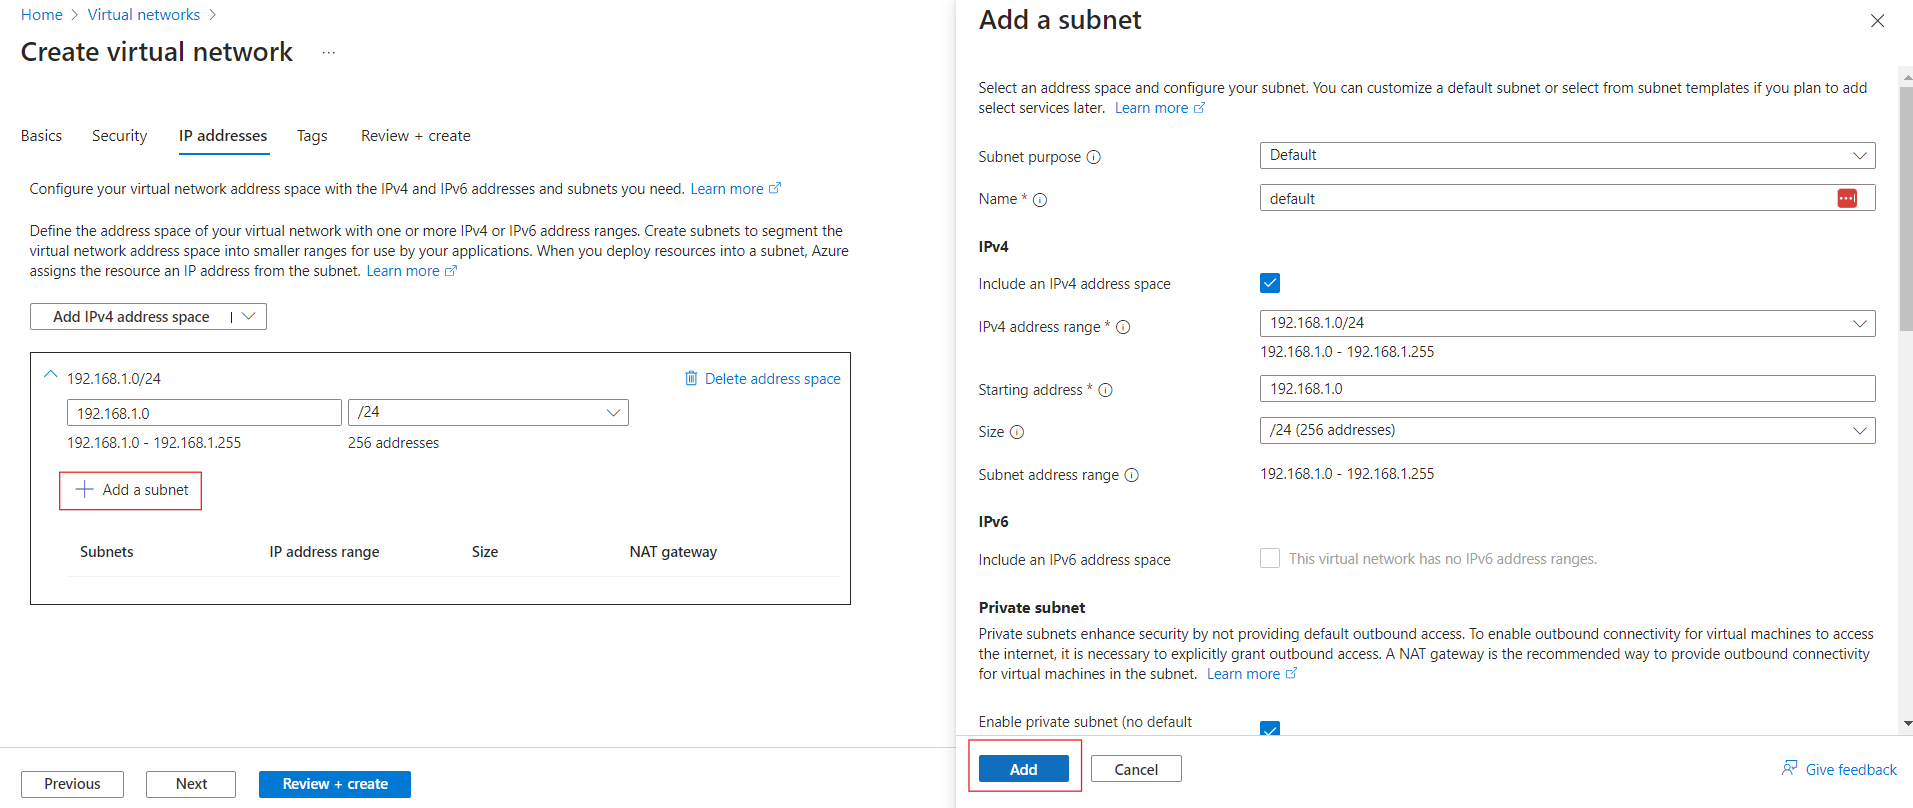 Home > Virtual networks >
Create virtual network ...
Basics Security IP addresses Tags Review + create
Configure your virtual network address space with the IPv4 and IPv6 addresses and subnets you need. Learn more
Define the address space of your virtual network with one or more IPv4 or IPv6 address ranges. Create subnets to segment the
virtual network address space into smaller ranges for use by your applications. When you deploy resources into a subnet, Azure
assigns the resource an IP address from the subnet. Learn more
Add IPv4 address space |
192.168.1.0/24 Delete address space
192.168.1.0 /24
192.168.1.0 - 192.168.1.255 256 addresses
+ Add a subnet
Subnets IP address range Size NAT gateway
Previous Next Review + create
Add a subnet
Select an address space and configure your subnet. You can customize a default subnet or select from subnet templates if you plan to add
select services later. Learn more
Subnet purpose Default
Name * default
IPv4
Include an IPv4 address space
IPv4 address range * 192.168.1.0/24
192.168.1.0 - 192.168.1.255
Starting address * 192.168.1.0
Size /24 (256 addresses)
Subnet address range 192.168.1.0 - 192.168.1.255
IPv6
Include an IPv6 address space This virtual network has no IPv6 address ranges.
Private subnet
Private subnets enhance security by not providing default outbound access. To enable outbound connectivity for virtual machines to access
the internet, it is necessary to explicitly grant outbound access. A NAT gateway is the recommended way to provide outbound connectivity
for virtual machines in the subnet. Learn more
Enable private subnet (no default
Add Cancel Give feedback